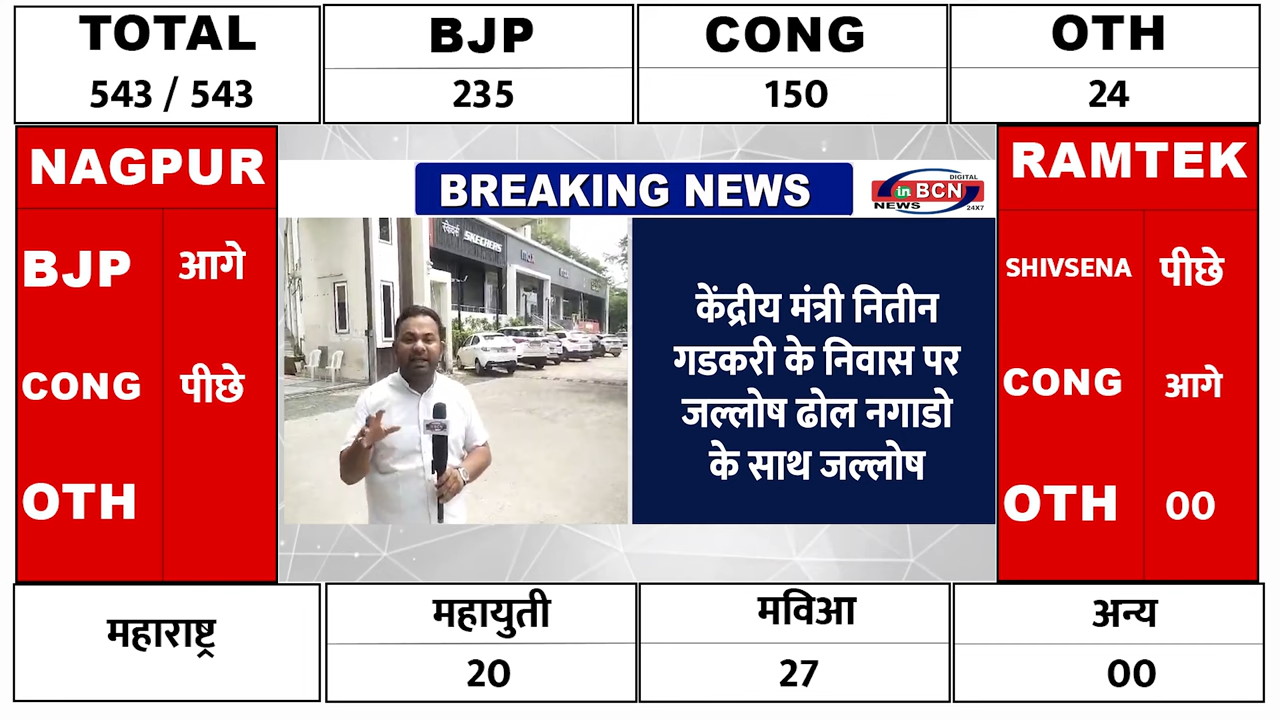 TOTAL
543 / 543
BJP
235
CONG
150
OTH
24
NAGPUR
BJP आगे
CONG पीछे
OTH
BREAKING NEWS
DIGITAL
in BCN
NEWS 24X7
SKECHERS
केंद्रीय मंत्री नितीन
गडकरी के निवास पर
जल्लोष ढोल नगाडो
के साथ जल्लोष
RAMTEK
SHIVSENA पीछे
CONG आगे
OTH 00
महाराष्ट्र
महायुती
20
मविआ
27
अन्य
00